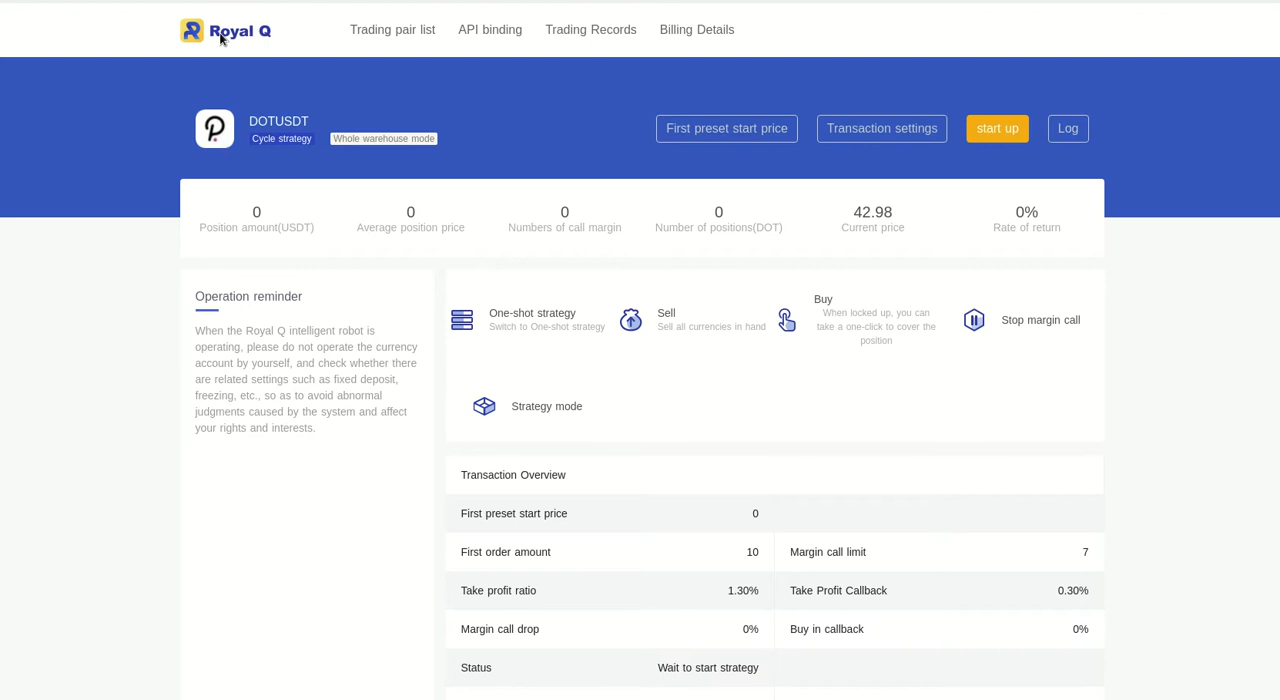 Royal Q
Trading pair list
API binding
Trading Records
Billing Details
DOTUSDT
Cycle strategy
Whole warehouse mode
First preset start price
Transaction settings
start up
Log
0
Position amount(USDT)
0
Average position price
0
Numbers of call margin
0
Number of positions(DOT)
42.98
Current price
0%
Rate of return
Operation reminder
When the Royal Q intelligent robot is
operating, please do not operate the currency
account by yourself, and check whether there
are related settings such as fixed deposit,
freezing, etc., so as to avoid abnormal
judgments caused by the system and affect
your rights and interests.
One-shot strategy
Switch to One-shot strategy
Sell
Sell all currencies in hand
Buy
When locked up, you can
take a one-click to cover the
position
Stop margin call
Strategy mode
Transaction Overview
First preset start price 0
First order amount 10 Margin call limit 7
Take profit ratio 1.30% Take Profit Callback 0.30%
Margin call drop 0% Buy in callback 0%
Status Wait to start strategy